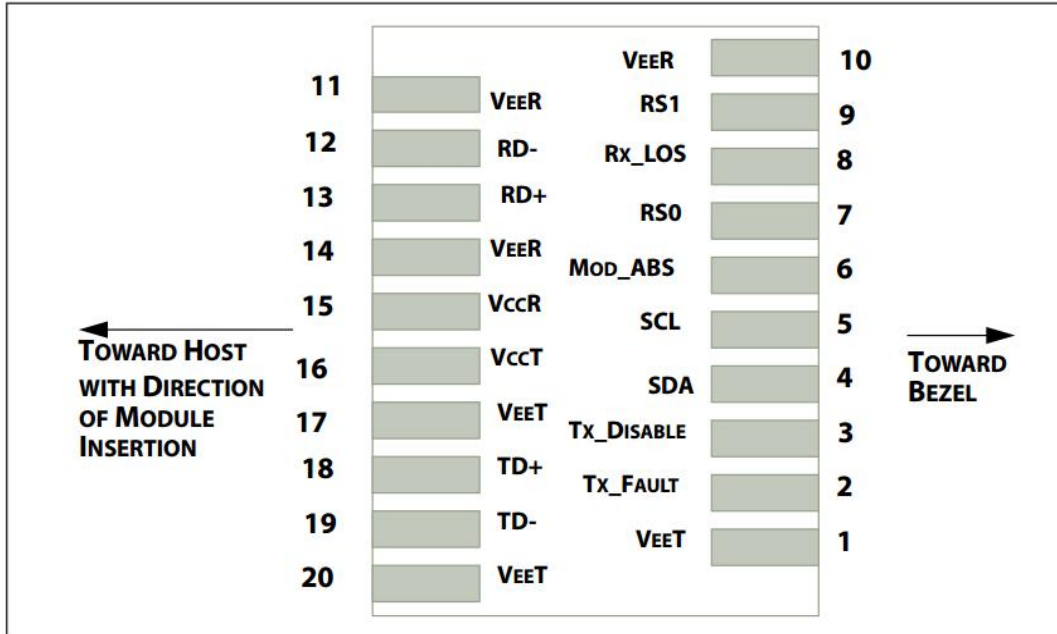 11 VEER
12 RD-
13 RD+
14 VEER
15 VCCR
16 VCCT
17 VEET
18 TD+
19 TD-
20 VEET
VEER 10
RS1 9
RX_LOS 8
RS0 7
MOD_ABS 6
SCL 5
SDA 4
TX_DISABLE 3
TX_FAULT 2
VEET 1
TOWARD HOST
WITH DIRECTION
OF MODULE
INSERTION
TOWARD
BEZEL